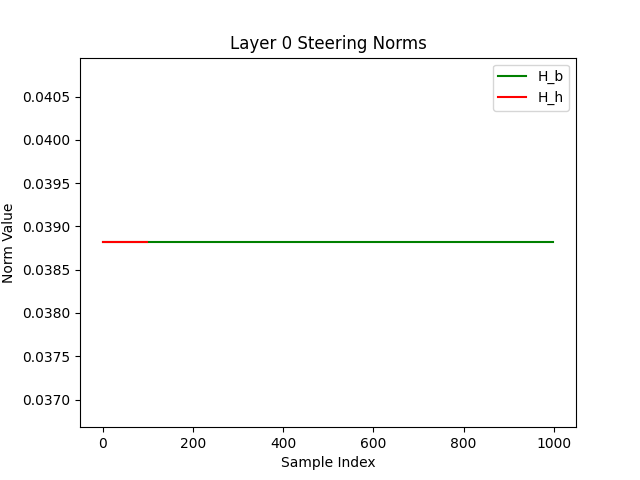 Layer 0 Steering Norms
H_b
H_h
0.0405
0.0400
0.0395
0.0390
0.0385
0.0380
0.0375
0.0370
Norm Value
0 200 400 600 800 1000
Sample Index